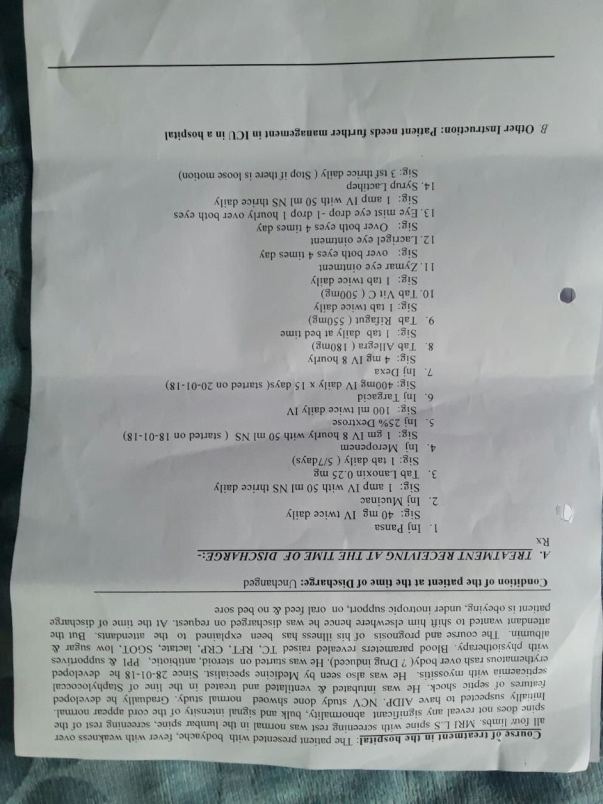 Course of treatment in the hospital: The patient presented with bodyache, fever with weakness over
all four limbs. MRI L.S spine with screening rest was normal in the lumbar spine, screening rest of the
spine does not reveal any significant abnormality, bulk and signal intensity of the cord appear normal.
Initially suspected to have AIDP. NCV study done showed normal study. Gradually he developed
features of septic shock. He was intubated & ventilated and treated in the line of Staphylococcal
septicaemia with myositis. He was also seen by Medicine specialist. Since 28-01-18 he developed
erythematous rash over body( ? Drug induced). He was started on steroid, antibiotic, PPI & supportives
with physiotherapy. Blood parameters revealed raised TC, RFT, CRP, lactate, SGOT, low sugar &
albumin. The course and prognosis of his illness has been explained to the attendants. But the
attendant wanted to shift him elsewhere hence he was discharged on request. At the time of discharge
patient is obeying, under inotropic support, on oral feed & no bed sore
Condition of the patient at the time of Discharge: Unchanged
A. TREATMENT RECEIVING AT THE TIME OF DISCHARGE:-
Rx
1. Inj Pansa
Sig: 40 mg IV twice daily
2. Inj Mucinac
Sig: 1 amp IV with 50 ml NS thrice daily
3. Tab Lanoxin 0.25 mg
Sig: 1 tab daily ( 5/7days)
4. Inj Meropenem
Sig: 1 gm IV 8 hourly with 50 ml NS ( started on 18-01-18)
5. Inj 25% Dextrose
Sig: 100 ml twice daily IV
6. Inj Targacid
Sig: 400mg IV daily x 15 days( started on 20-01-18)
7. Inj Dexa
Sig: 4 mg IV 8 hourly
8. Tab Allegra ( 180mg)
Sig: 1 tab daily at bed time
9. Tab Rifagut ( 550mg)
Sig: 1 tab twice daily
10. Tab Vit C ( 500mg)
Sig: 1 tab twice daily
11. Zymar eye ointment
Sig: over both eyes 4 times day
12. Lacrigel eye ointment
Sig: Over both eyes 4 times day
13. Eye mist eye drop -1 drop 1 hourly over both eyes
Sig: 1 amp IV with 50 ml NS thrice daily
14. Syrup Lactihep
Sig: 3 tsf thrice daily ( Stop if there is loose motion)
B. Other Instruction: Patient needs further management in ICU in a hospital